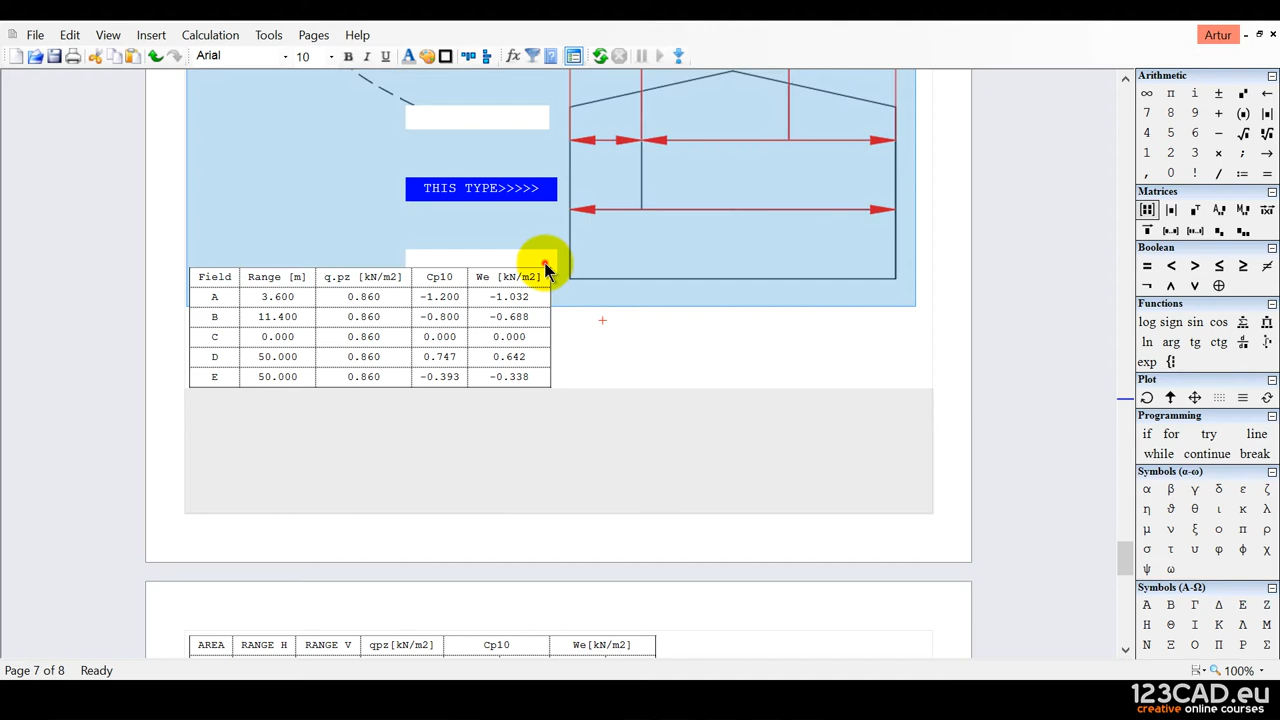 File Edit View Insert Calculation Tools Pages Help
Artur
Arial 10 B I U fx
Arithmetic
∞ π i ± ←
7 8 9 + (▪) |▪|
4 5 6 − √ ∜
1 2 3 × ; →
, 0 ! / := =
Matrices
Boolean
= < > ≤ ≥ ≠
¬ ∧ ∨ ⊕
Functions
log sign sin cos
ln arg tg ctg
exp
Plot
Programming
if for try line
while continue break
Symbols (α-ω)
α β γ δ ε ζ
η ϑ θ ι κ λ
μ ν ξ ο π ρ
σ τ υ φ ϕ χ
ψ ω
Symbols (Α-Ω)
Α Β Γ Δ Ε Ζ
Η Θ Ι Κ Λ Μ
Ν Ξ Ο Π Ρ Σ
THIS TYPE>>>>>
Field Range [m] q.pz [kN/m2] Cp10 We [kN/m2]
A 3.600 0.860 -1.200 -1.032
B 11.400 0.860 -0.800 -0.688
C 0.000 0.860 0.000 0.000
D 50.000 0.860 0.747 0.642
E 50.000 0.860 -0.393 -0.338
AREA RANGE H RANGE V qpz[kN/m2] Cp10 We[kN/m2]
Page 7 of 8 Ready
100%
123CAD.eu
creative online courses